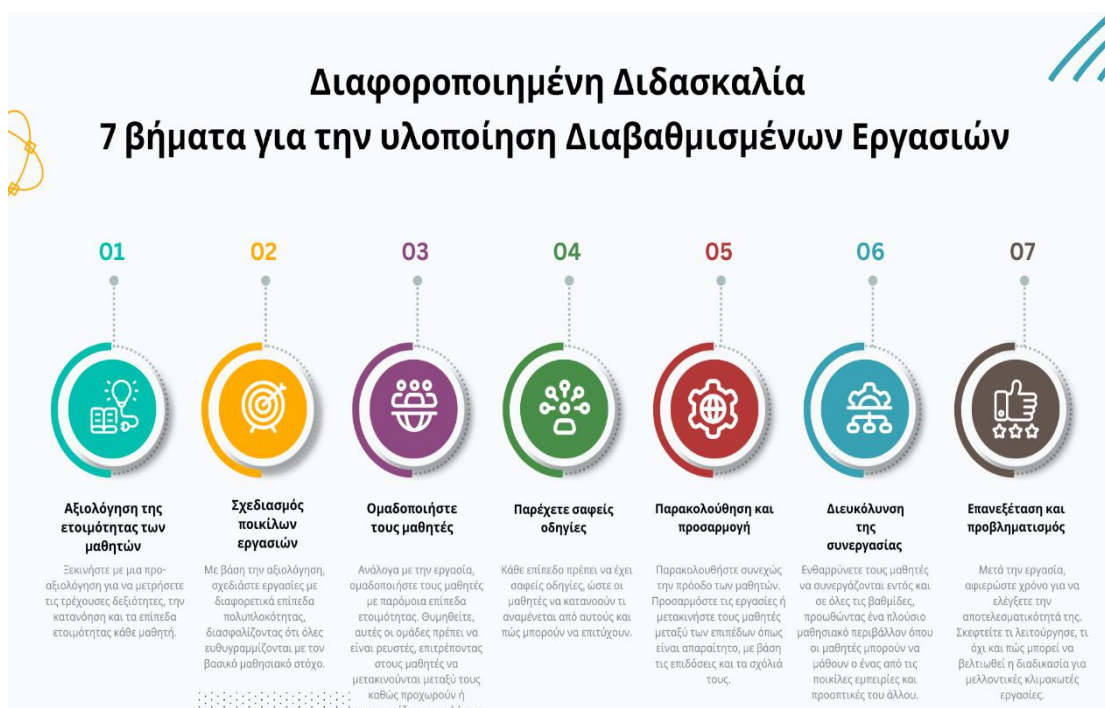 Διαφοροποιημένη Διδασκαλία
7 βήματα για την υλοποίηση Διαβαθμισμένων Εργασιών
01
02
03
04
05
06
07
Αξιολόγηση της
ετοιμότητας των
μαθητών
Ξεκινήστε με μια προ-
αξιολόγηση για να μετρήσετε
τις τρέχουσες δεξιότητες, την
κατανόηση και τα επίπεδα
ετοιμότητας κάθε μαθητή.
Σχεδιασμός
ποικίλων
εργασιών
Με βάση την αξιολόγηση,
σχεδιάστε εργασίες με
διαφορετικά επίπεδα
πολυπλοκότητας,
διασφαλίζοντας ότι όλες
ευθυγραμμίζονται με τον
βασικό μαθησιακό στόχο.
Ομαδοποιήστε
τους μαθητές
Ανάλογα με την εργασία,
ομαδοποιήστε τους μαθητές
με παρόμοια επίπεδα
ετοιμότητας. Θυμηθείτε,
αυτές οι ομάδες πρέπει να
είναι ρευστές, επιτρέποντας
στους μαθητές να
μετακινούνται μεταξύ τους
καθώς προχωρούν ή
Παρέχετε σαφείς
οδηγίες
Κάθε επίπεδο πρέπει να έχει
σαφείς οδηγίες, ώστε οι
μαθητές να κατανοούν τι
αναμένεται από αυτούς και
πώς μπορούν να επιτύχουν.
Παρακολούθηση και
προσαρμογή
Παρακολουθήστε συνεχώς
την πρόοδο των μαθητών.
Προσαρμόστε τις εργασίες ή
μετακινήστε τους μαθητές
μεταξύ των επιπέδων όπως
είναι απαραίτητο, με βάση
τις επιδόσεις και τα σχόλιά
τους.
Διευκόλυνση
της
συνεργασίας
Ενθαρρύνετε τους μαθητές
να συνεργάζονται εντός και
σε όλες τις βαθμίδες,
προωθώντας ένα πλούσιο
μαθησιακό περιβάλλον όπου
οι μαθητές μπορούν να
μάθουν ο ένας από τις
ποικίλες εμπειρίες και
προοπτικές του άλλου.
Επανεξέταση και
προβληματισμός
Μετά την εργασία,
αφιερώστε χρόνο για να
ελέγξετε την
αποτελεσματικότητά της.
Σκεφτείτε τι λειτούργησε, τι
όχι και πώς μπορεί να
βελτιωθεί η διαδικασία για
μελλοντικές κλιμακωτές
εργασίες.